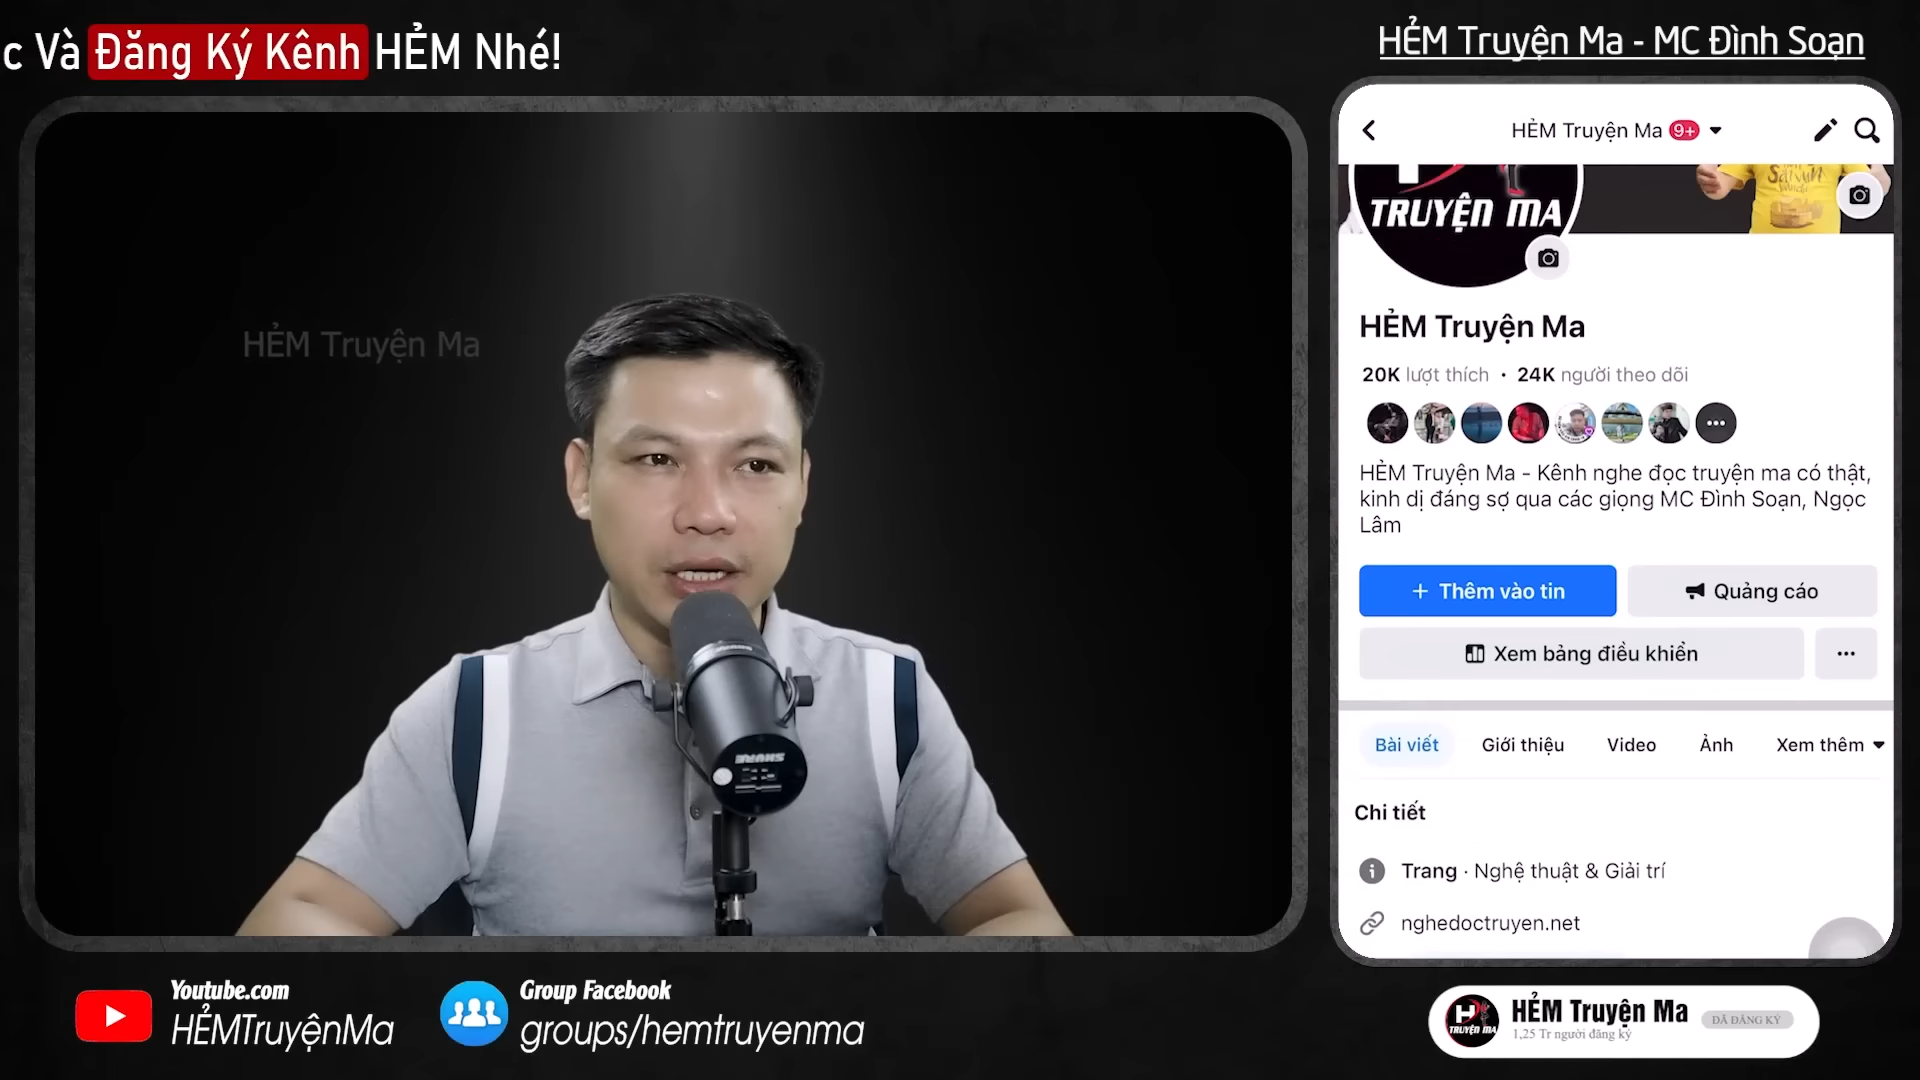 c Và Đăng Ký Kênh HẺM Nhé!
HẺM Truyện Ma - MC Đình Soạn
HẺM Truyện Ma
HẺM Truyện Ma 9+
TRUYỆN MA
HẺM Truyện Ma
20K lượt thích · 24K người theo dõi
HẺM Truyện Ma - Kênh nghe đọc truyện ma có thật,
kinh dị đáng sợ qua các giọng MC Đình Soạn, Ngọc
Lâm
+ Thêm vào tin
Quảng cáo
Xem bảng điều khiển
Bài viết
Giới thiệu
Video
Ảnh
Xem thêm
Chi tiết
Trang · Nghệ thuật & Giải trí
nghedoctruyen.net
SHURE
Youtube.com
HẺMTruyệnMa
Group Facebook
groups/hemtruyenma
H
TRUYỆN MA
HẺM Truyện Ma
1,25 Tr người đăng ký
ĐÃ ĐĂNG KÝ